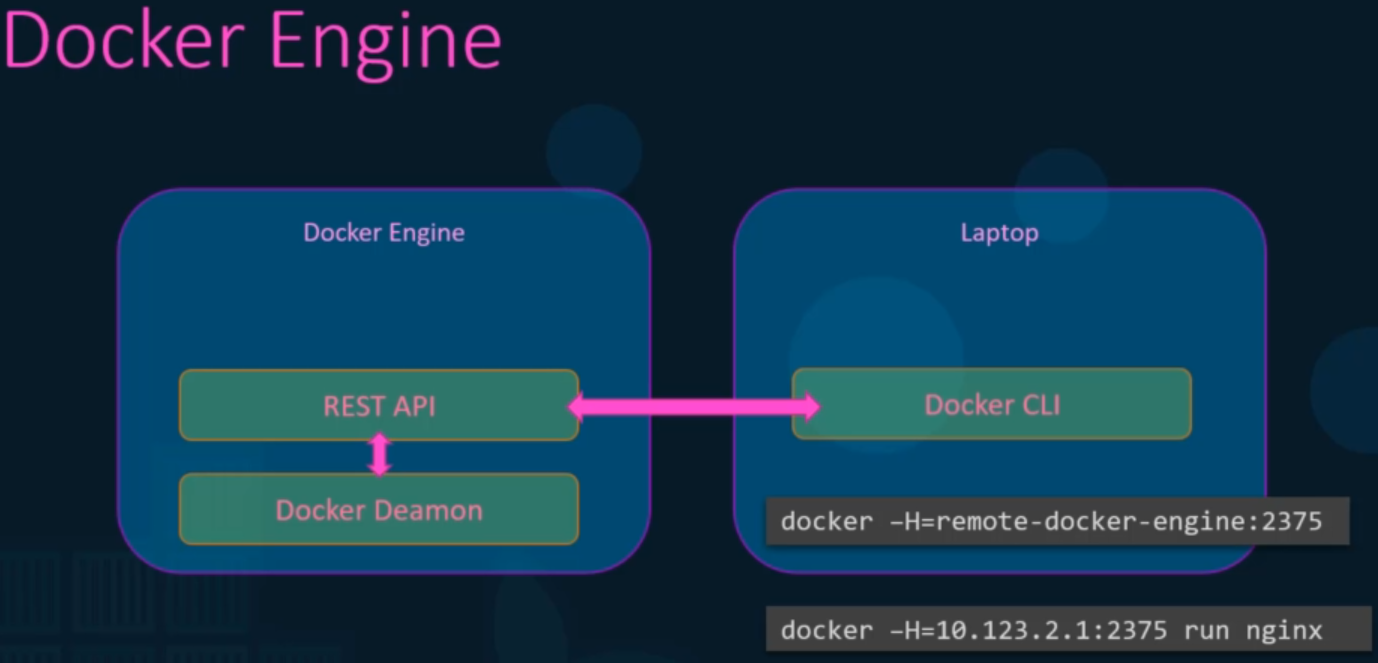 Docker Engine
Docker Engine
Laptop
REST API
Docker CLI
Docker Deamon
docker –H=remote-docker-engine:2375
docker –H=10.123.2.1:2375 run nginx